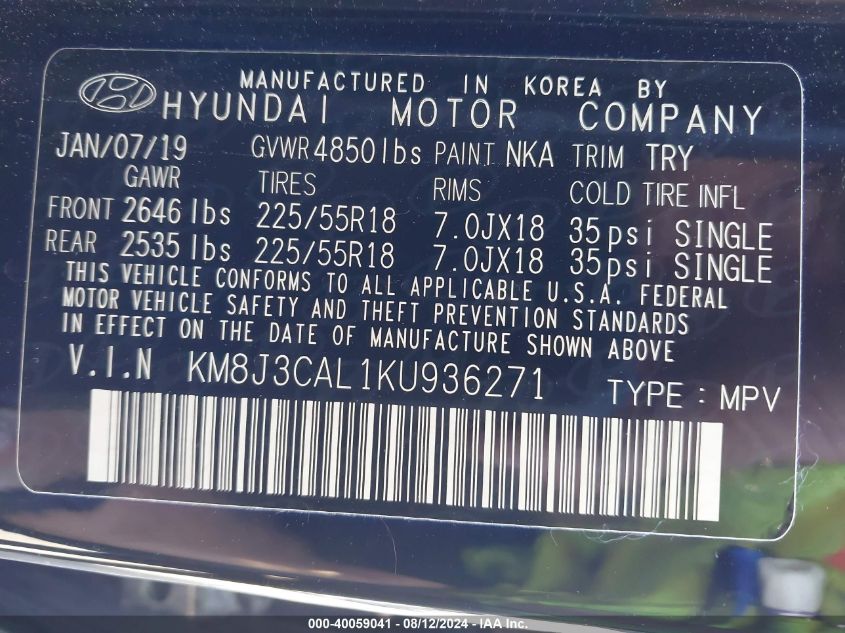 MANUFACTURED IN KOREA BY
HYUNDAI MOTOR COMPANY
JAN/07/19 GVWR 4850lbs PAINT NKA TRIM TRY
GAWR TIRES RIMS COLD TIRE INFL
FRONT 2646 lbs 225/55R18 7.0JX18 35psi SINGLE
REAR 2535 lbs 225/55R18 7.0JX18 35psi SINGLE
THIS VEHICLE CONFORMS TO ALL APPLICABLE U.S.A. FEDERAL
MOTOR VEHICLE SAFETY AND THEFT PREVENTION STANDARDS
IN EFFECT ON THE DATE OF MANUFACTURE SHOWN ABOVE
V.I.N KM8J3CAL1KU936271 TYPE : MPV
000-40059041 - 08/12/2024 - IAA Inc.